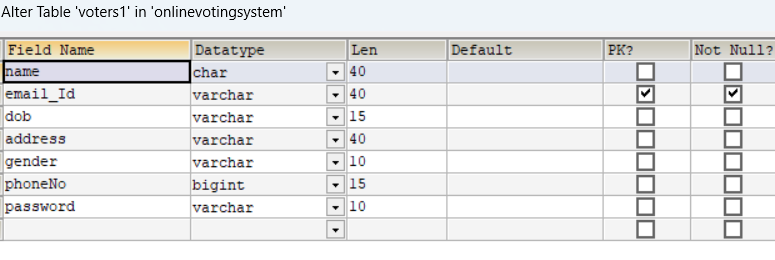 Alter Table 'voters1' in 'onlinevotingsystem'
Field Name Datatype Len Default PK? Not Null?
name char 40
email_Id varchar 40
dob varchar 15
address varchar 40
gender varchar 10
phoneNo bigint 15
password varchar 10